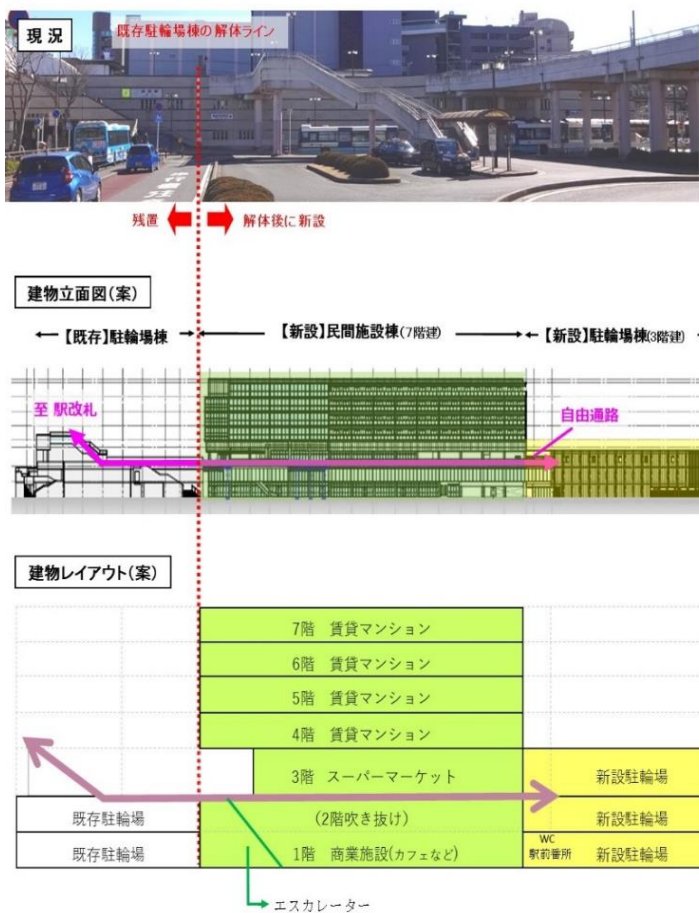 現 況
既存駐輪場棟の解体ライン
残置
解体後に新設
建物立面図(案)
【既存】駐輪場棟
【新設】民間施設棟(7階建)
【新設】駐輪場棟(3階建)
至 駅改札
自由通路
建物レイアウト(案)
7階 賃貸マンション
6階 賃貸マンション
5階 賃貸マンション
4階 賃貸マンション
3階 スーパーマーケット
新設駐輪場
既存駐輪場
(2階吹き抜け)
新設駐輪場
既存駐輪場
1階 商業施設(カフェなど)
WC
駅前番所
新設駐輪場
エスカレーター